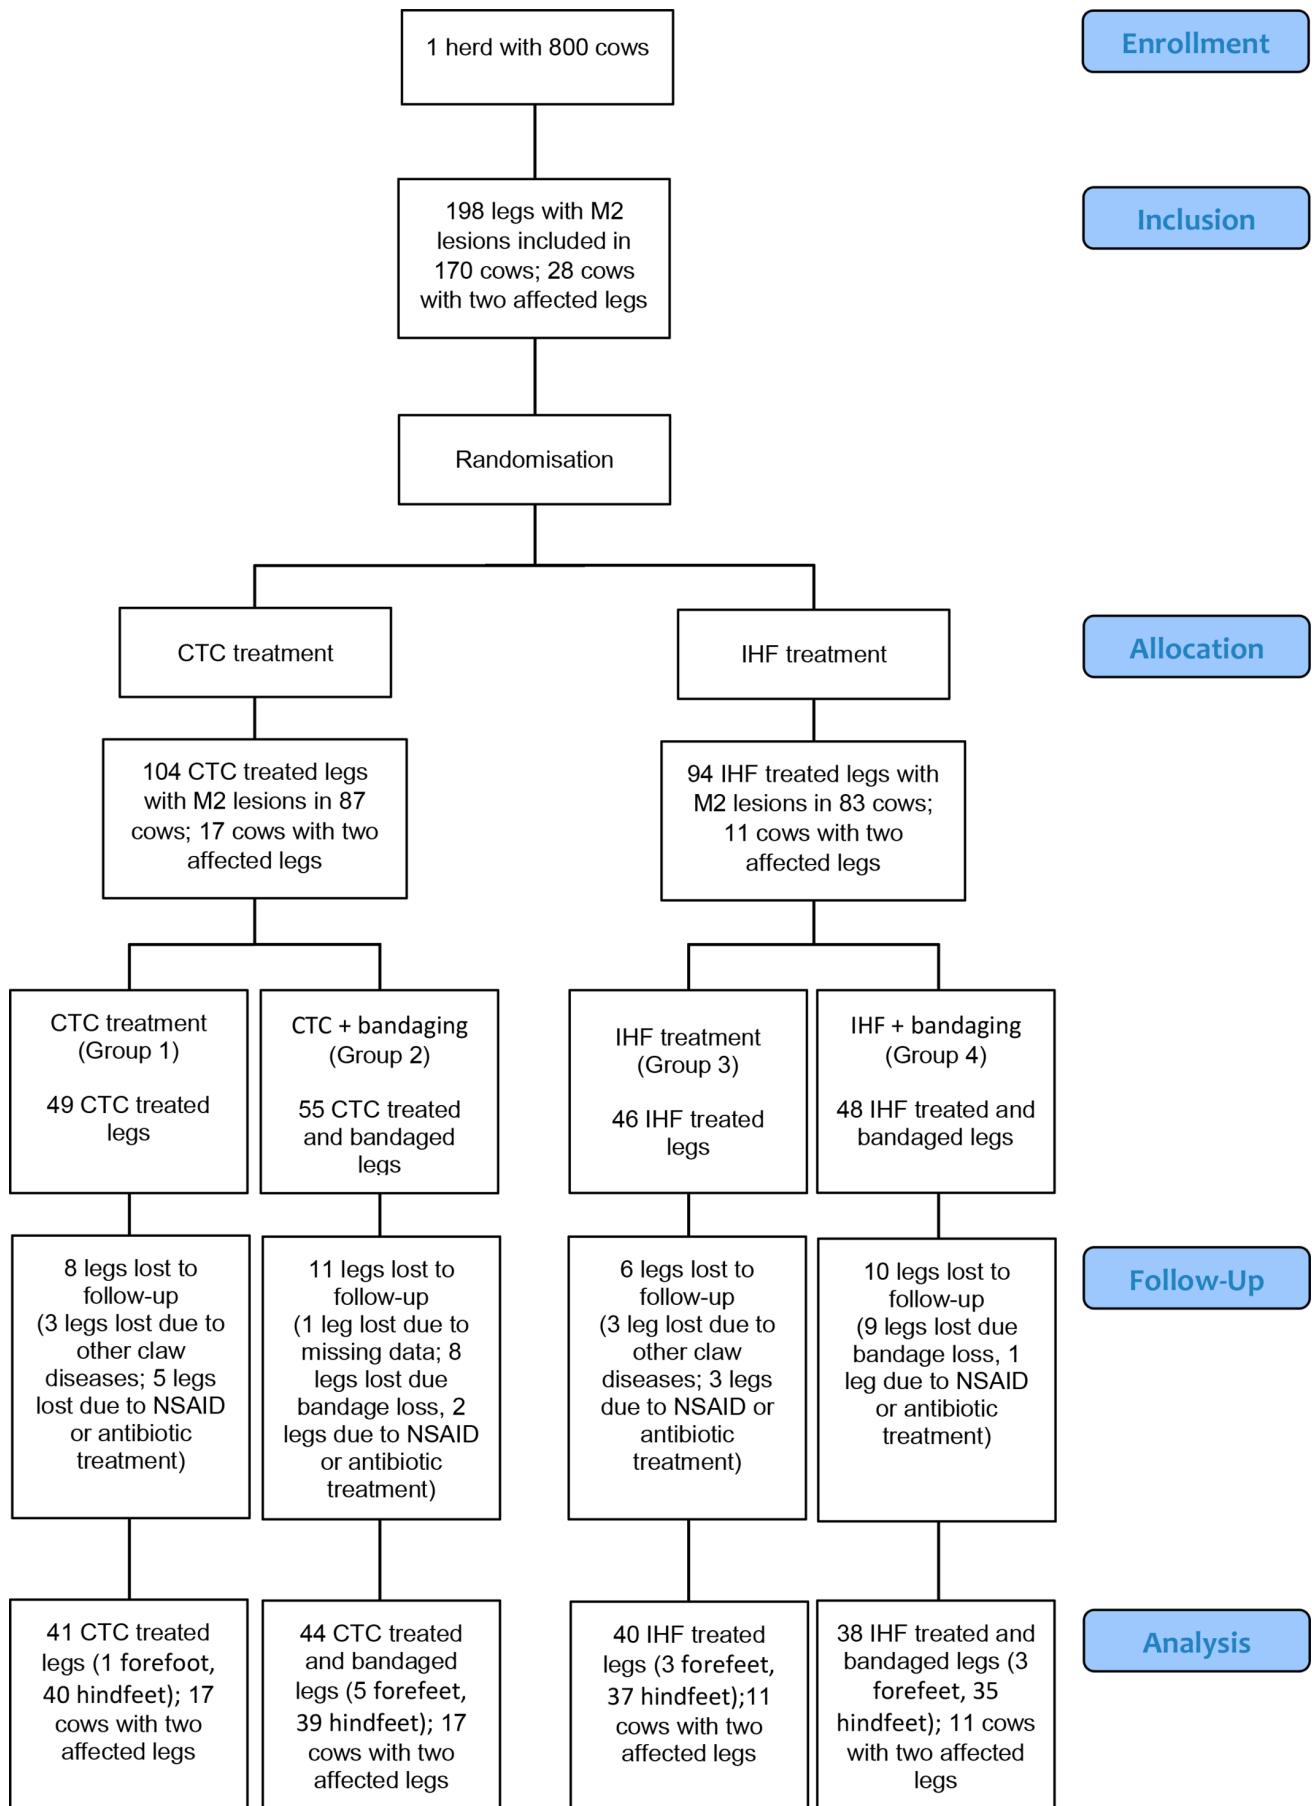 1 herd with 800 cows
Enrollment
198 legs with M2
lesions included in
170 cows; 28 cows
with two affected legs
Inclusion
Randomisation
CTC treatment
IHF treatment
Allocation
104 CTC treated legs
with M2 lesions in 87
cows; 17 cows with two
affected legs
94 IHF treated legs with
M2 lesions in 83 cows;
11 cows with two
affected legs
CTC treatment
(Group 1)
49 CTC treated
legs
CTC + bandaging
(Group 2)
55 CTC treated
and bandaged
legs
IHF treatment
(Group 3)
46 IHF treated
legs
IHF + bandaging
(Group 4)
48 IHF treated and
bandaged legs
8 legs lost to
follow-up
(3 legs lost due to
other claw
diseases; 5 legs
lost due to NSAID
or antibiotic
treatment)
11 legs lost to
follow-up
(1 leg lost due to
missing data; 8
legs lost due
bandage loss, 2
legs due to NSAID
or antibiotic
treatment)
6 legs lost to
follow-up
(3 leg lost due to
other claw
diseases; 3 legs
due to NSAID or
antibiotic
treatment)
10 legs lost to
follow-up
(9 legs lost due
bandage loss, 1
leg due to NSAID
or antibiotic
treatment)
Follow-Up
41 CTC treated
legs (1 forefoot,
40 hindfeet); 17
cows with two
affected legs
44 CTC treated
and bandaged
legs (5 forefeet,
39 hindfeet); 17
cows with two
affected legs
40 IHF treated
legs (3 forefeet,
37 hindfeet);11
cows with two
affected legs
38 IHF treated and
bandaged legs (3
forefeet, 35
hindfeet); 11 cows
with two affected
legs
Analysis